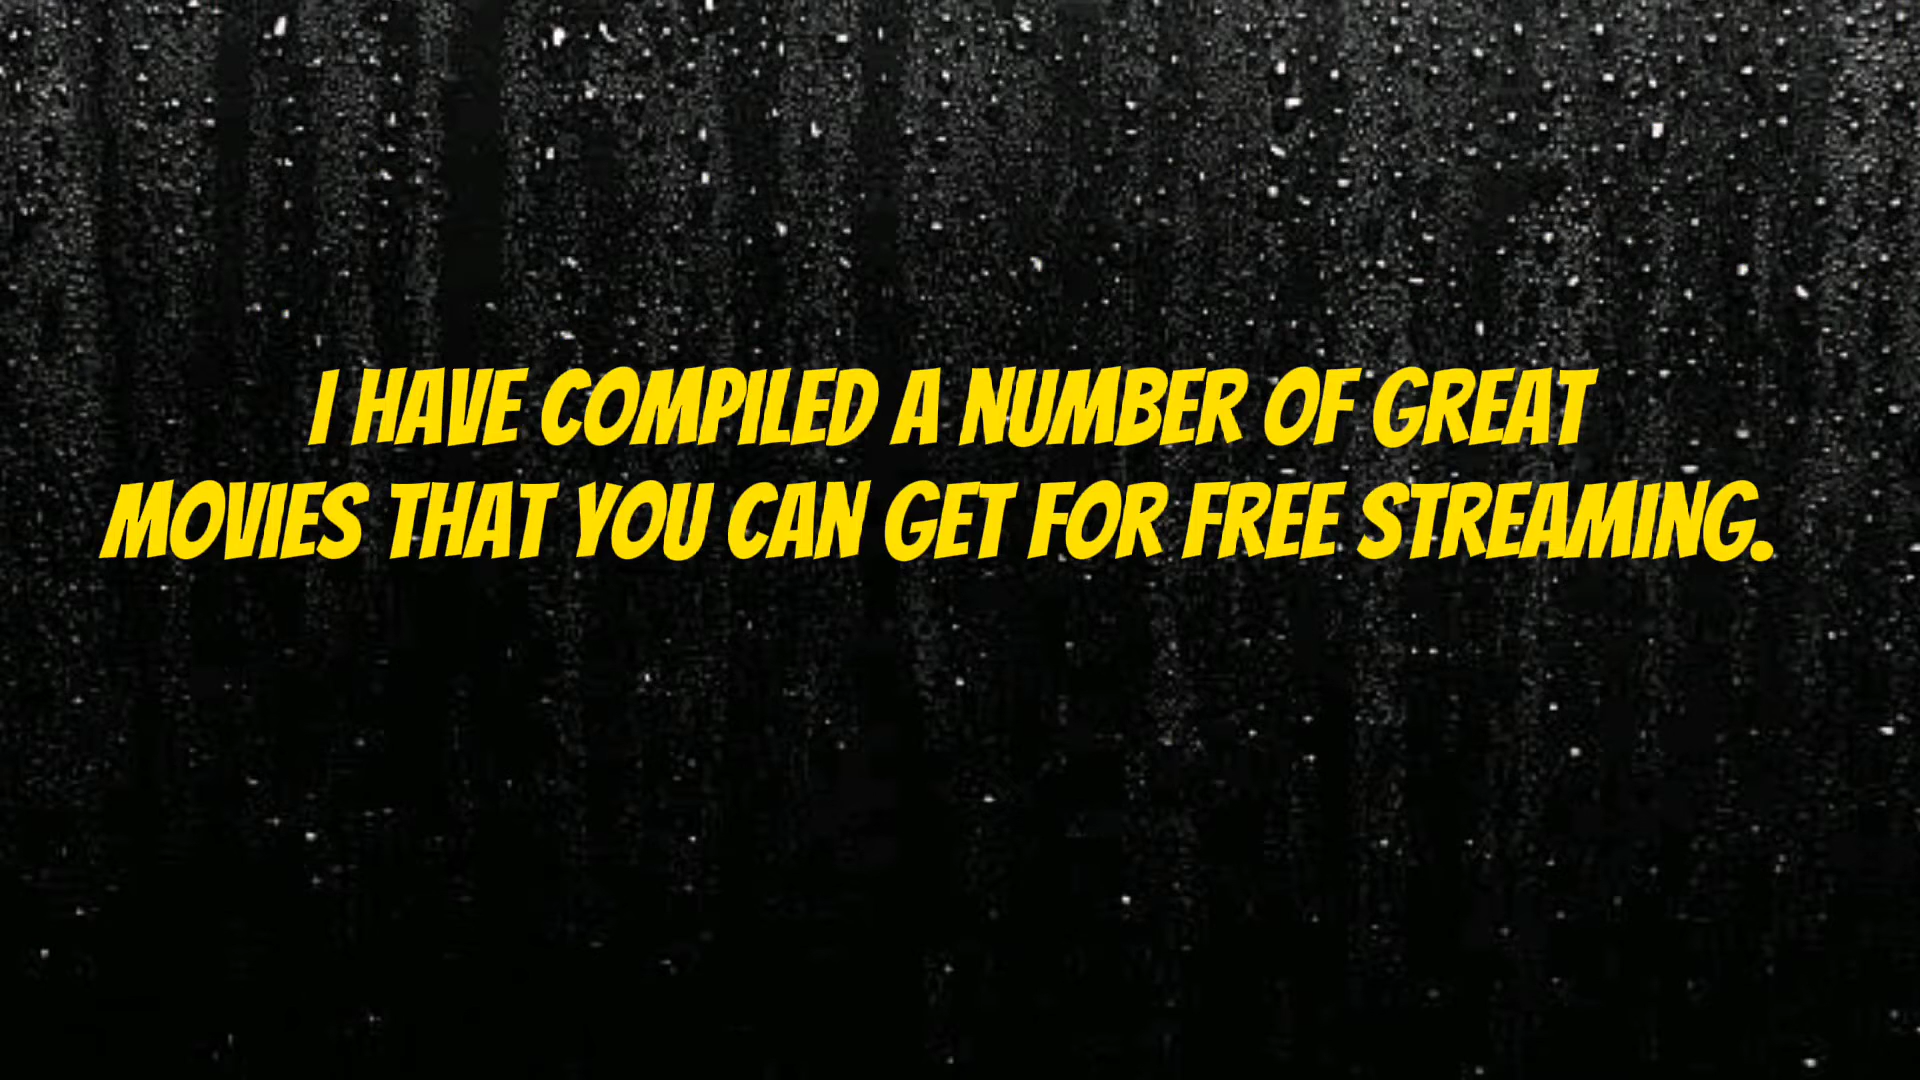 I HAVE COMPILED A NUMBER OF GREAT
MOVIES THAT YOU CAN GET FOR FREE STREAMING.